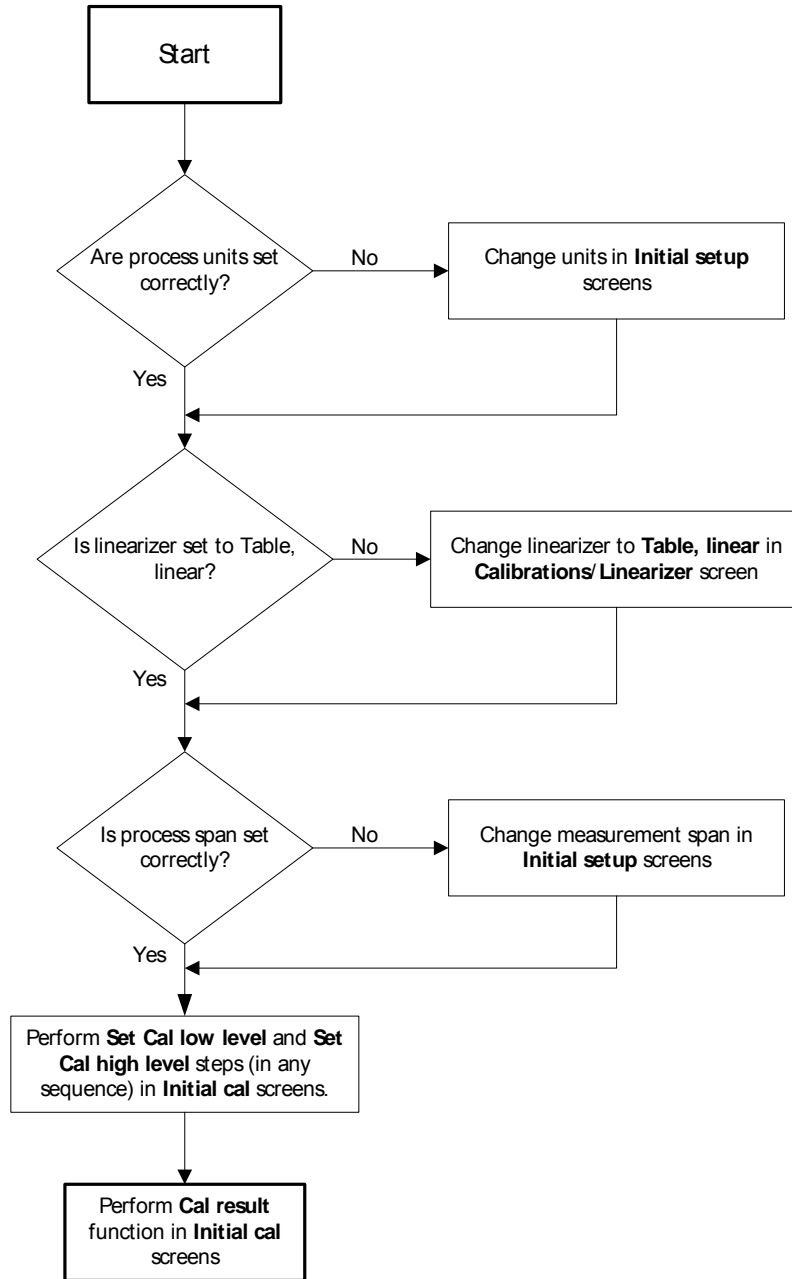 Start
Are process units set
correctly?
No
Change units in Initial setup
screens
Yes
Is linearizer set to Table,
linear?
No
Change linearizer to Table, linear in
Calibrations/ Linearizer screen
Yes
Is process span set
correctly?
No
Change measurement span in
Initial setup screens
Yes
Perform Set Cal low level and Set
Cal high level steps (in any
sequence) in Initial cal screens.
Perform Cal result
function in Initial cal
screens